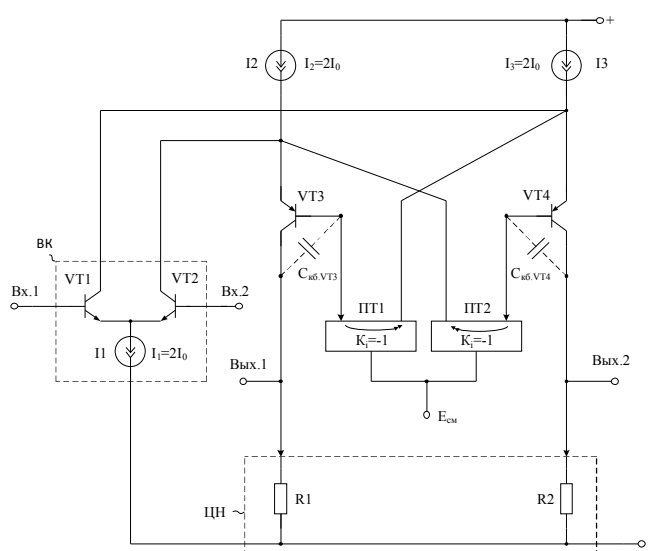 +
I2 I₂=2I₀
I₃=2I₀ I3
VT3
VT4
ВК
Cкб.VT3
Cкб.VT4
VT1 VT2
Вх.1
Вх.2
ПТ1 ПТ2
Kᵢ=-1
Kᵢ=-1
I1 I₁=2I₀
Вых.1
Вых.2
Eсм
ЦН
R1
R2